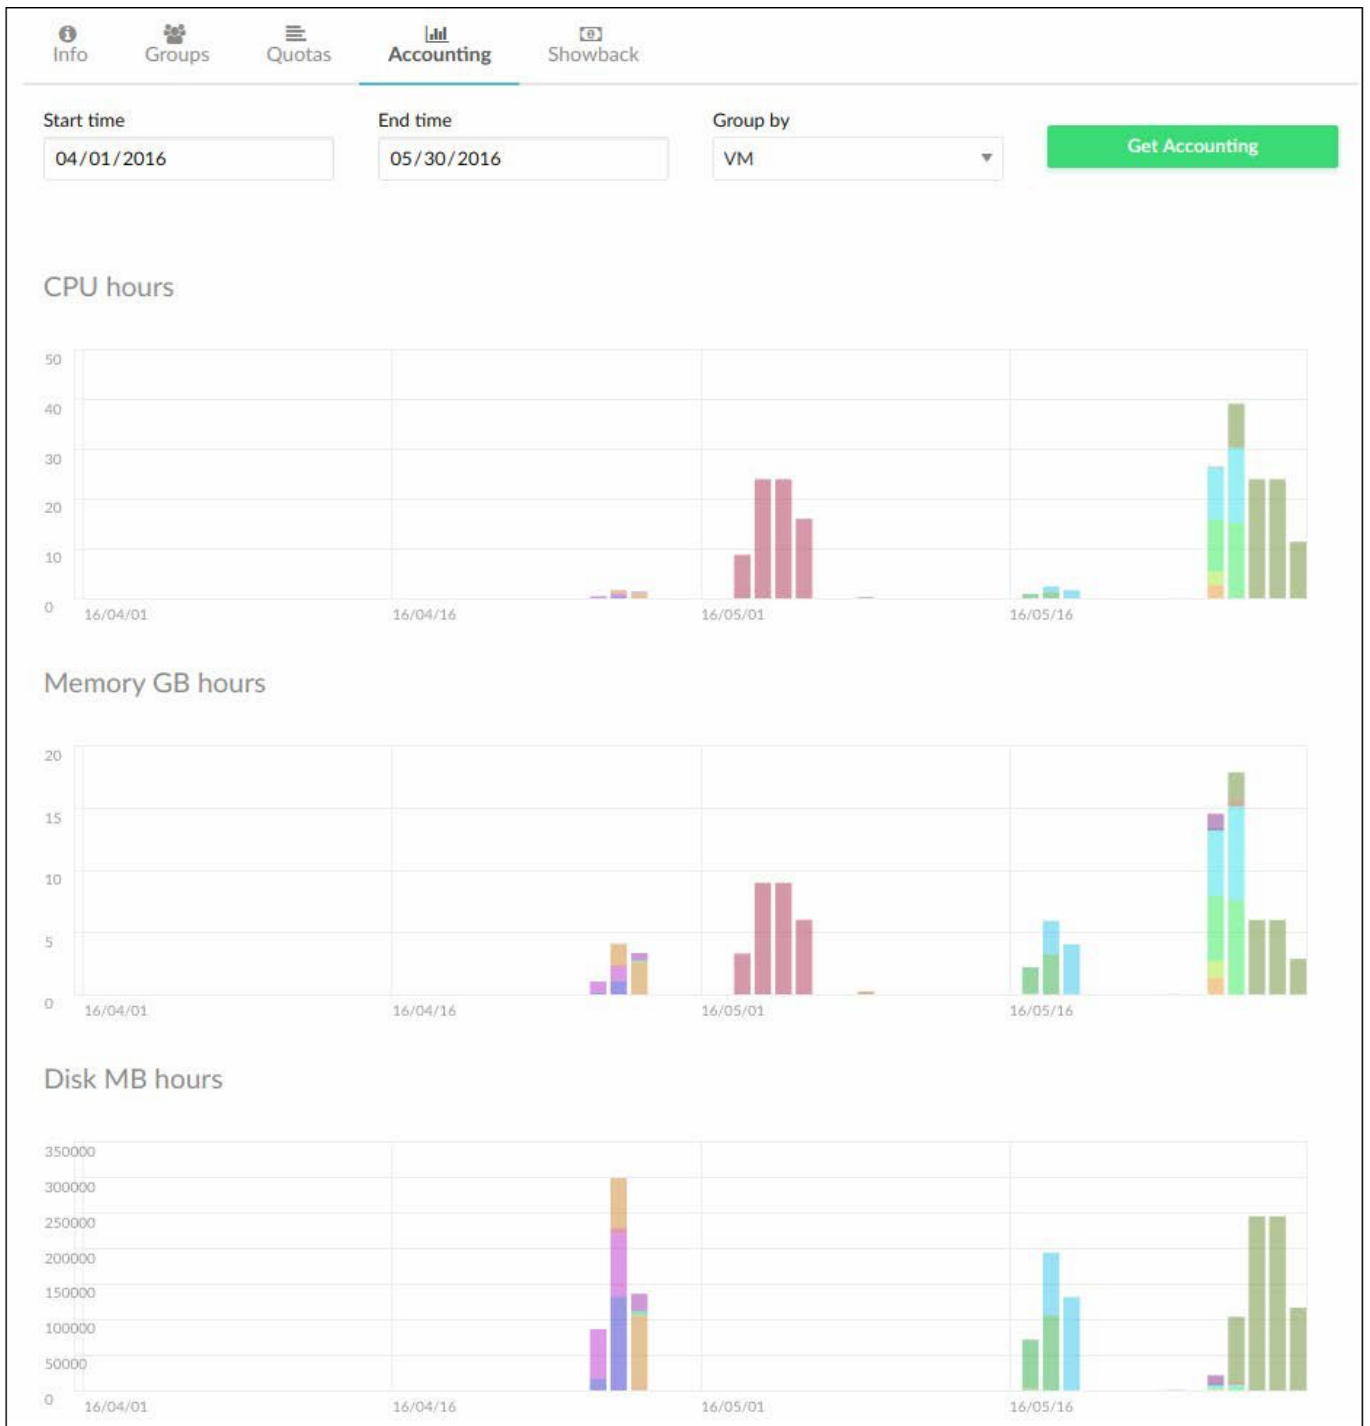 Info Groups Quotas Accounting Showback
Start time End time Group by
04/01/2016 05/30/2016 VM Get Accounting
CPU hours
50
40
30
20
10
0
16/04/01 16/04/16 16/05/01 16/05/16
Memory GB hours
20
15
10
5
0
16/04/01 16/04/16 16/05/01 16/05/16
Disk MB hours
350000
300000
250000
200000
150000
100000
50000
0
16/04/01 16/04/16 16/05/01 16/05/16